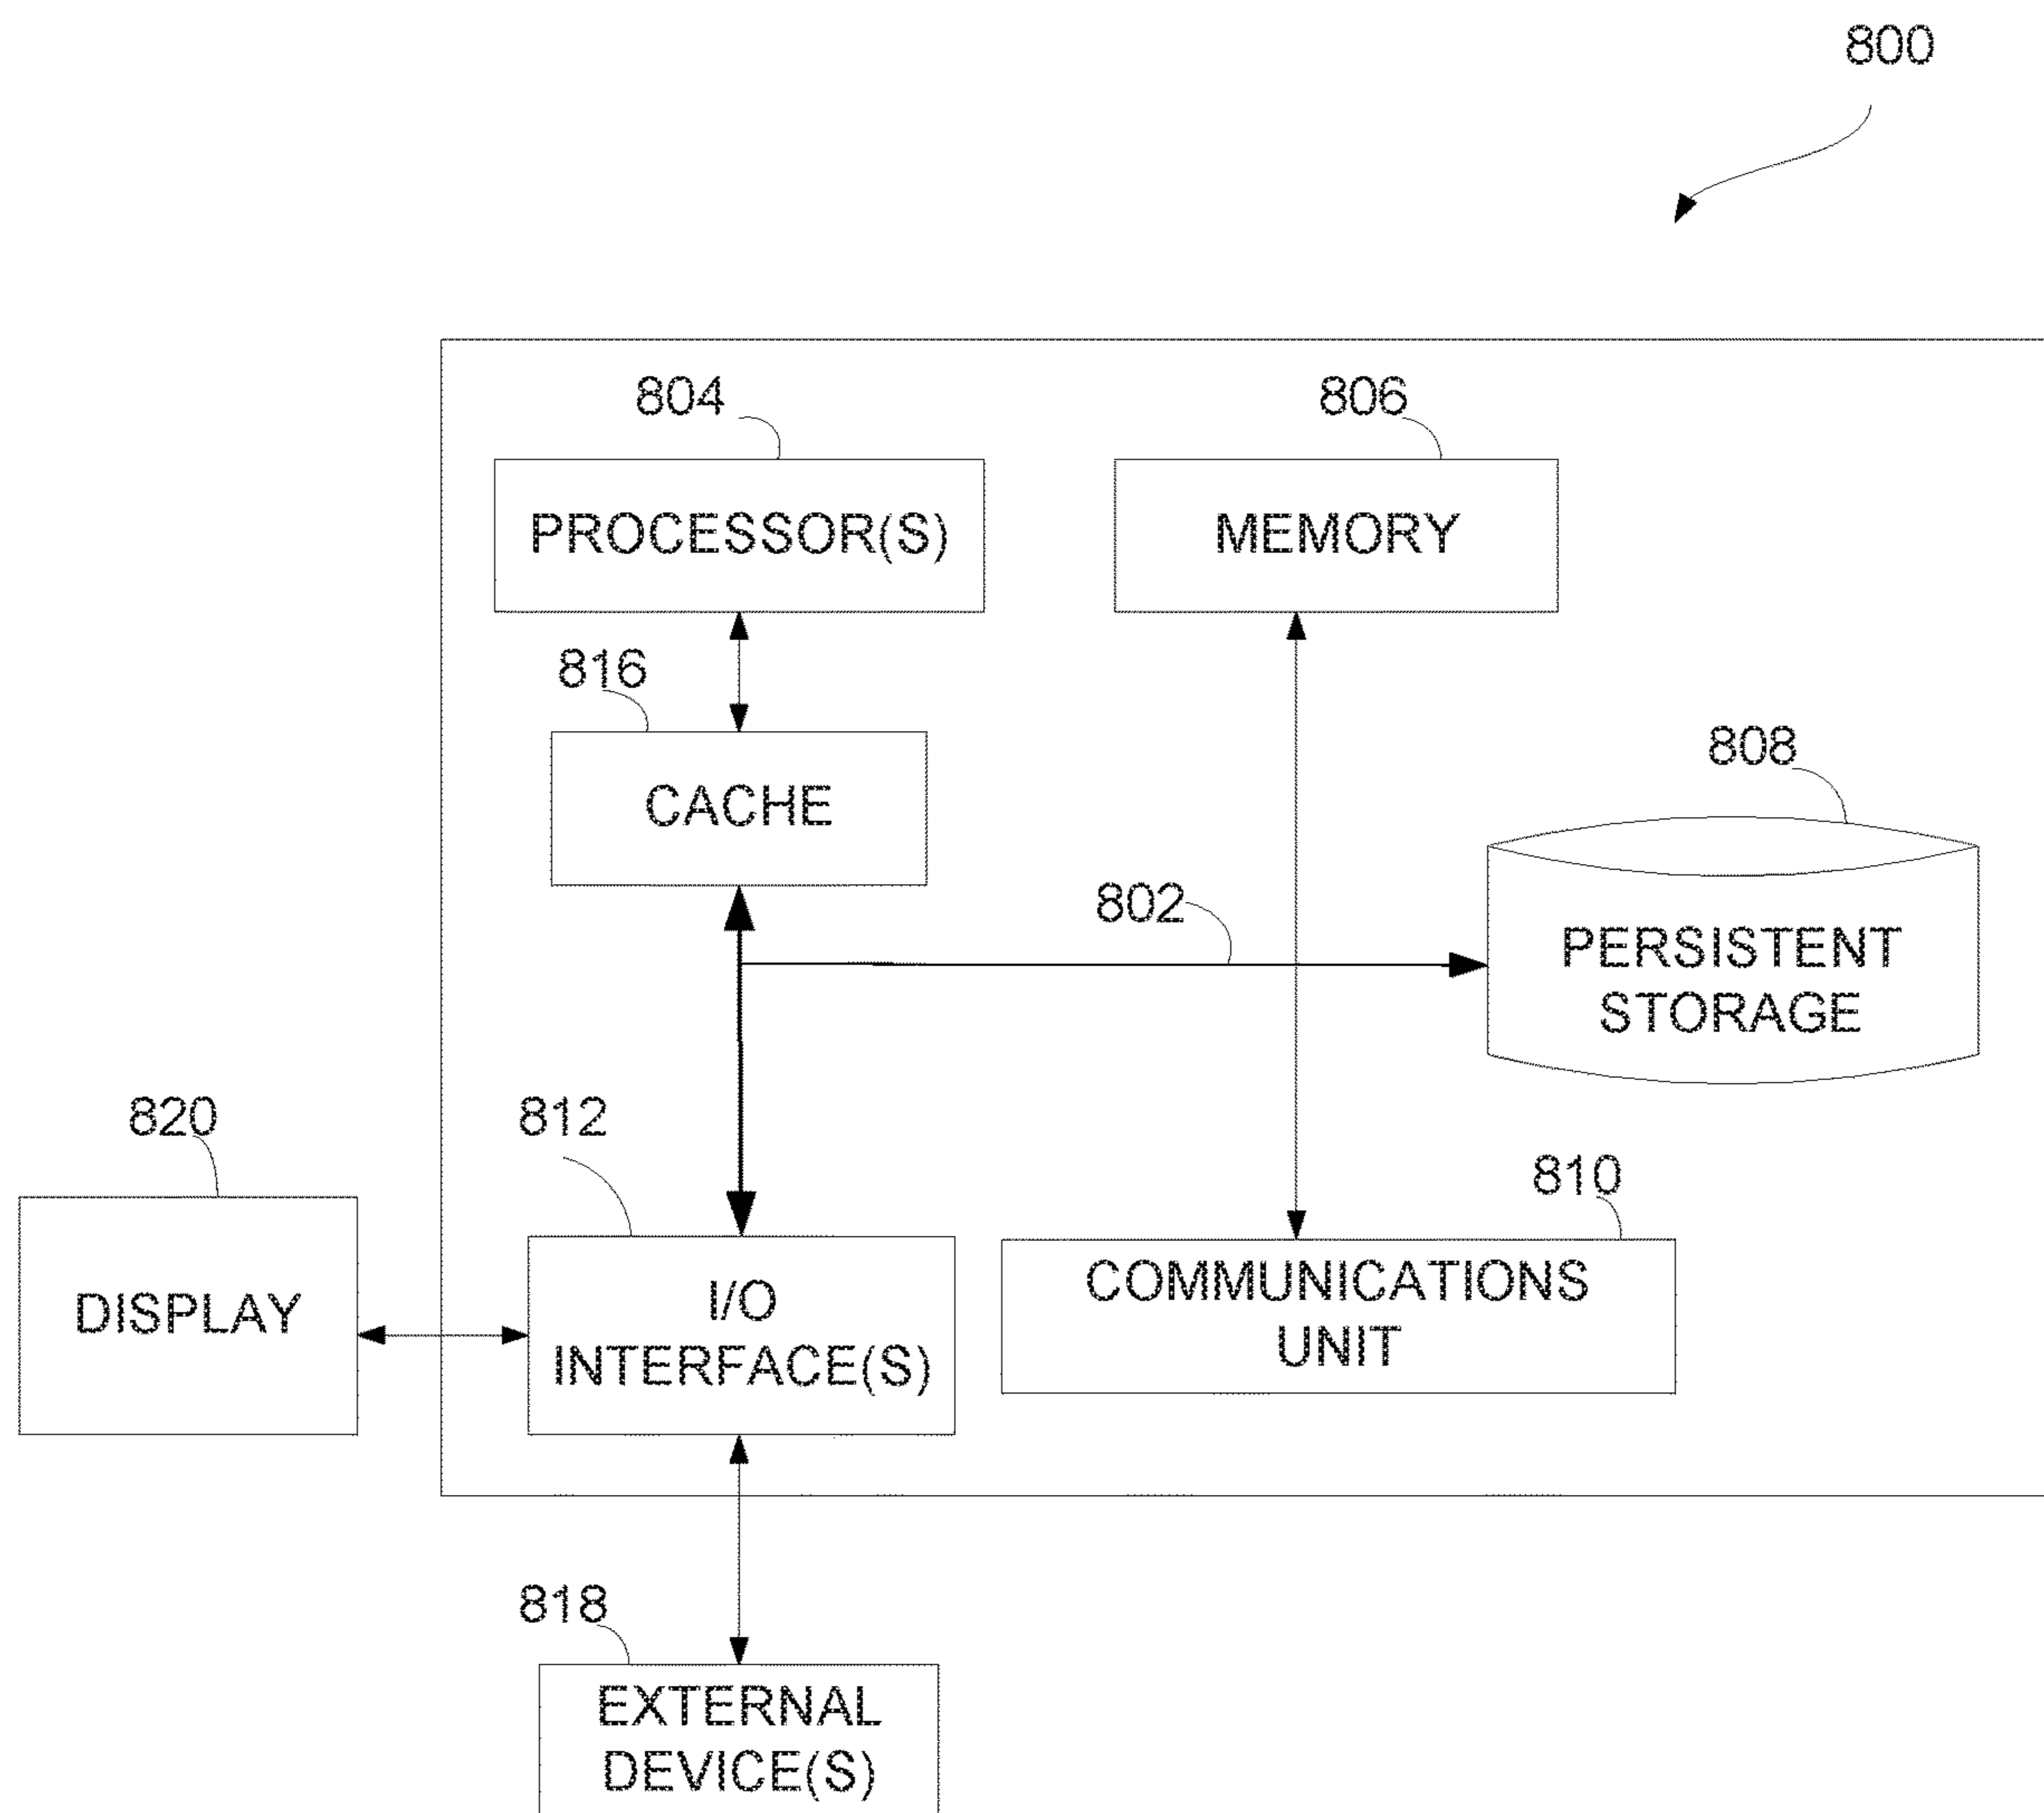 800
804
806
PROCESSOR(S)
MEMORY
816
CACHE
808
802
PERSISTENT
STORAGE
820
812
810
DISPLAY
I/O
INTERFACE(S)
COMMUNICATIONS
UNIT
818
EXTERNAL
DEVICE(S)